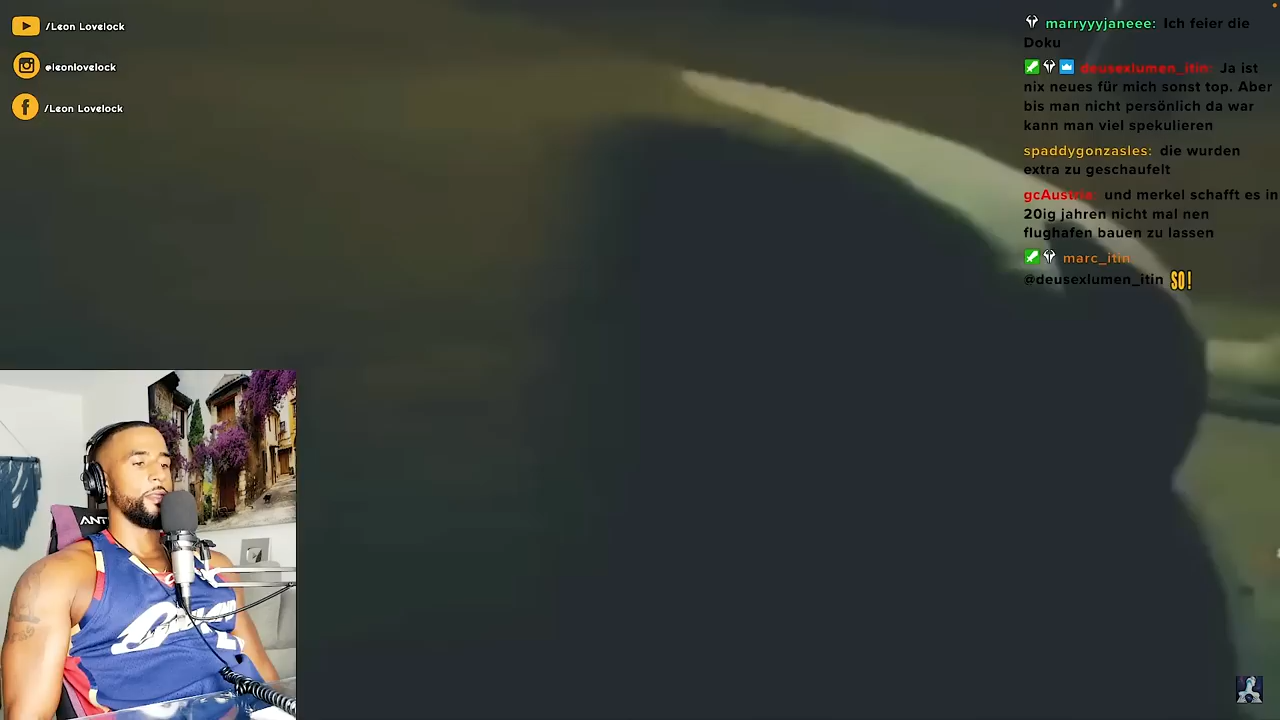 /Leon Lovelock
@leonlovelock
/Leon Lovelock
marryyyjaneee: Ich feier die
Doku
deusexlumen_itin: Ja ist
nix neues für mich sonst top. Aber
bis man nicht persönlich da war
kann man viel spekulieren
spaddygonzasles: die wurden
extra zu geschaufelt
gcAustria: und merkel schafft es in
20ig jahren nicht mal nen
flughafen bauen zu lassen
marc_itin
@deusexlumen_itin SO!
ANT